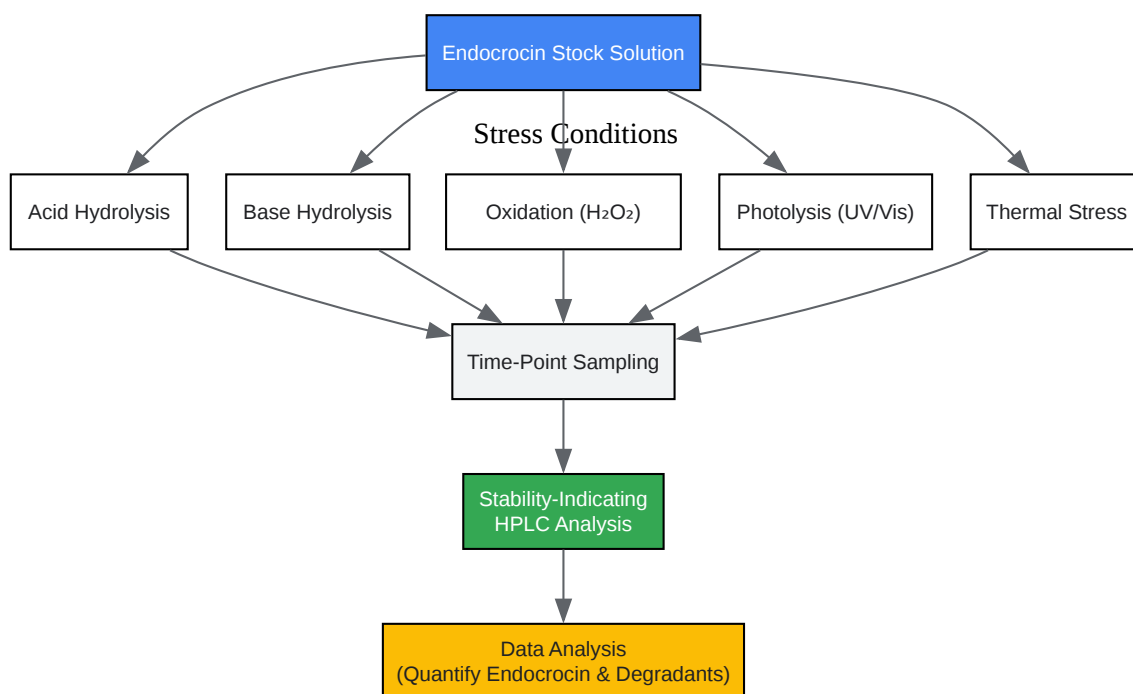 Endocrocin Stock Solution
Stress Conditions
Acid Hydrolysis
Base Hydrolysis
Oxidation (H₂O₂)
Photolysis (UV/Vis)
Thermal Stress
Time-Point Sampling
Stability-Indicating
HPLC Analysis
Data Analysis
(Quantify Endocrocin & Degradants)